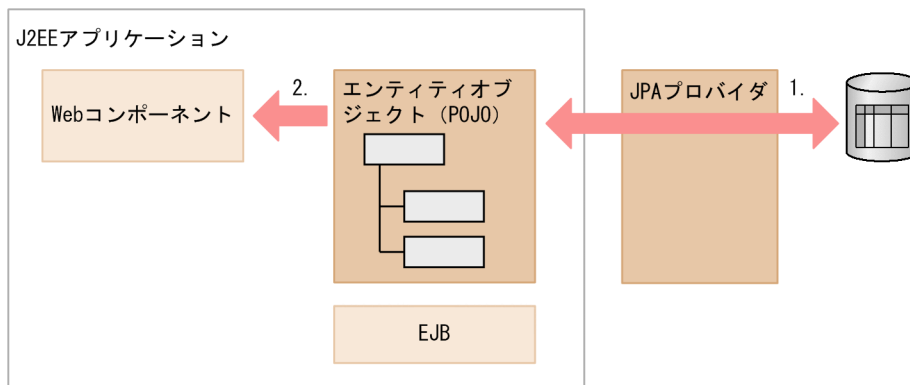 J2EEアプリケーション
Webコンポーネント
2.
エンティティオブ
ジェクト（POJO）
JPAプロバイダ
1.
EJB